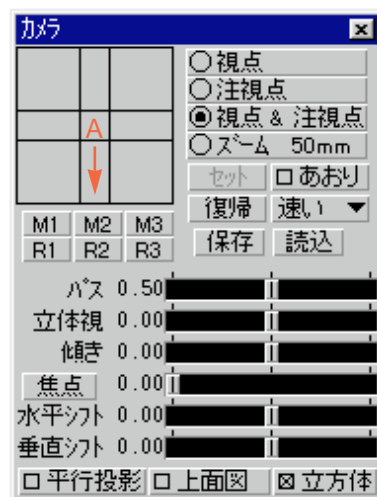 カメラ
視点
注視点
視点 & 注視点
ズーム 50mm
A
セット あおり
復帰 速い
保存 読込
M1 M2 M3
R1 R2 R3
パス 0.50
立体視 0.00
傾き 0.00
焦点 0.00
水平シフト 0.00
垂直シフト 0.00
平行投影 上面図 立方体